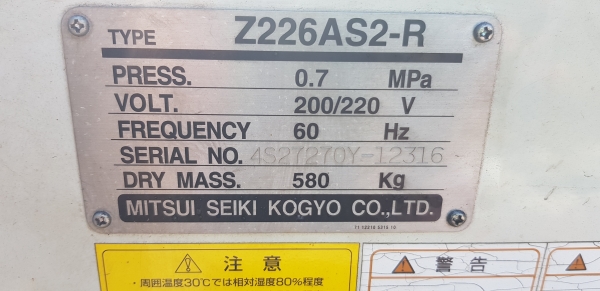 TYPE Z226AS2-R
PRESS. 0.7 MPa
VOLT. 200/220 V
FREQUENCY 60 Hz
SERIAL NO. 4S27270Y-12316
DRY MASS. 580 Kg
MITSUI SEIKI KOGYO CO.,LTD.
注意
・周囲温度30℃では相対湿度80%程度
警告